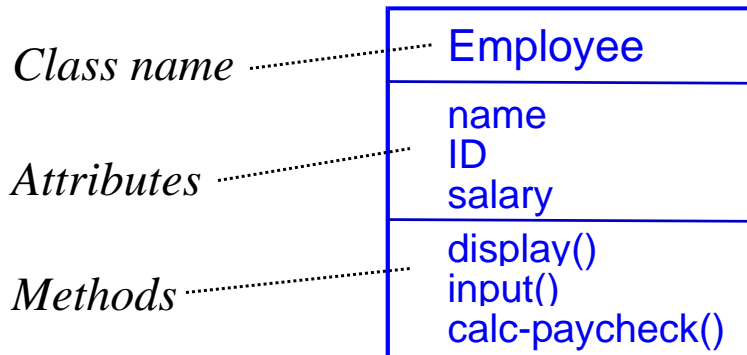 Class name
Employee
Attributes
name
ID
salary
Methods
display()
input()
calc-paycheck()